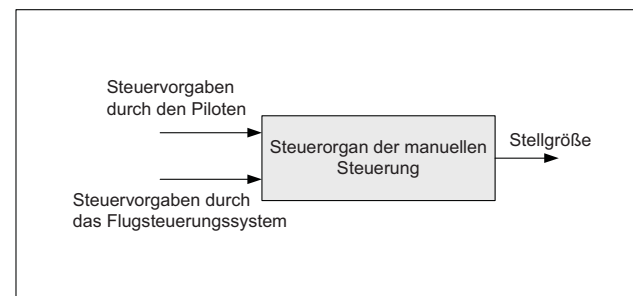 Steuervorgaben
durch den Piloten
Steuerorgan der manuellen
Steuerung
Stellgröße
Steuervorgaben durch
das Flugsteuerungssystem